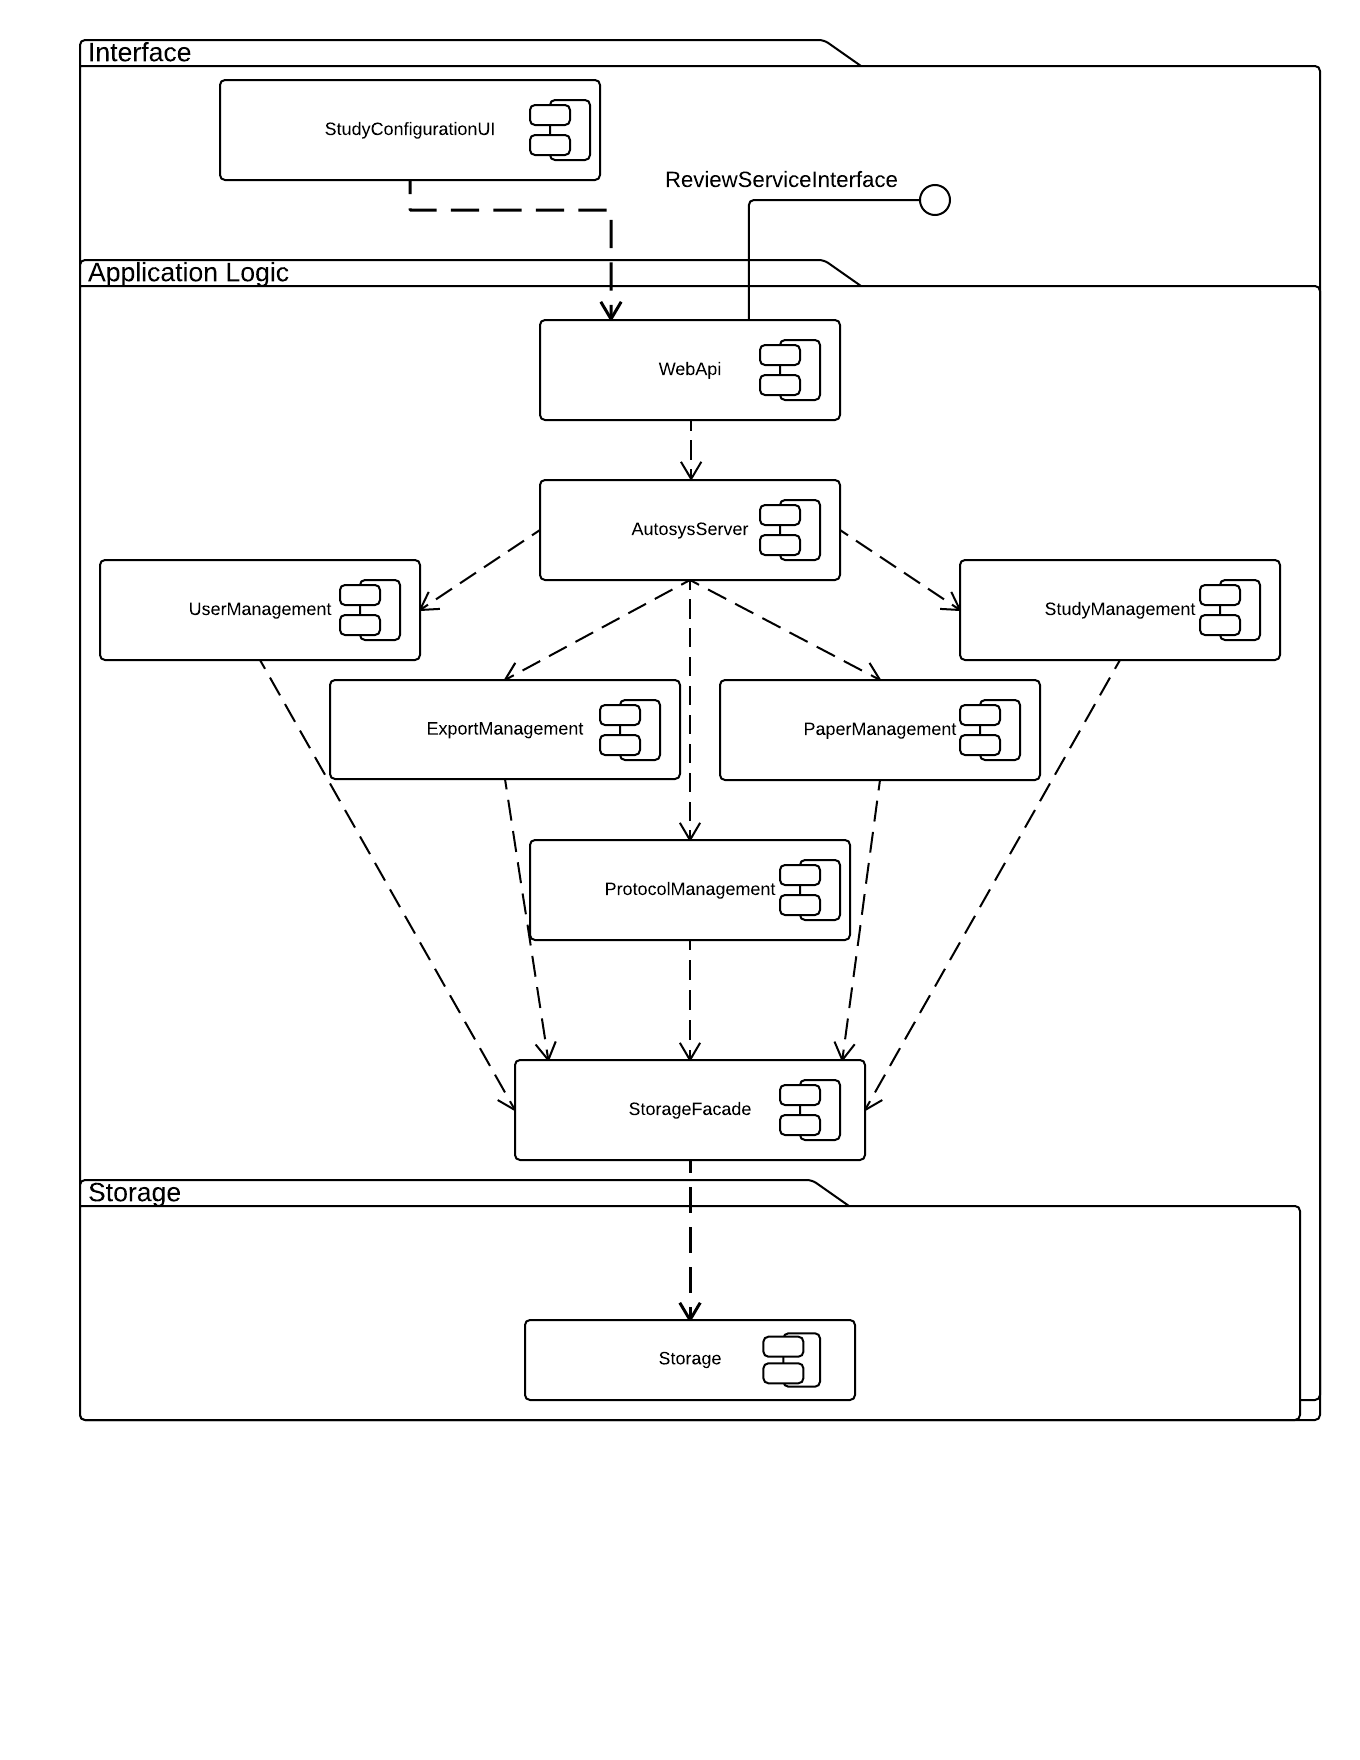 Interface
StudyConfigurationUI
ReviewServiceInterface
Application Logic
WebApi
AutosysServer
UserManagement
StudyManagement
ExportManagement
PaperManagement
ProtocolManagement
StorageFacade
Storage
Storage